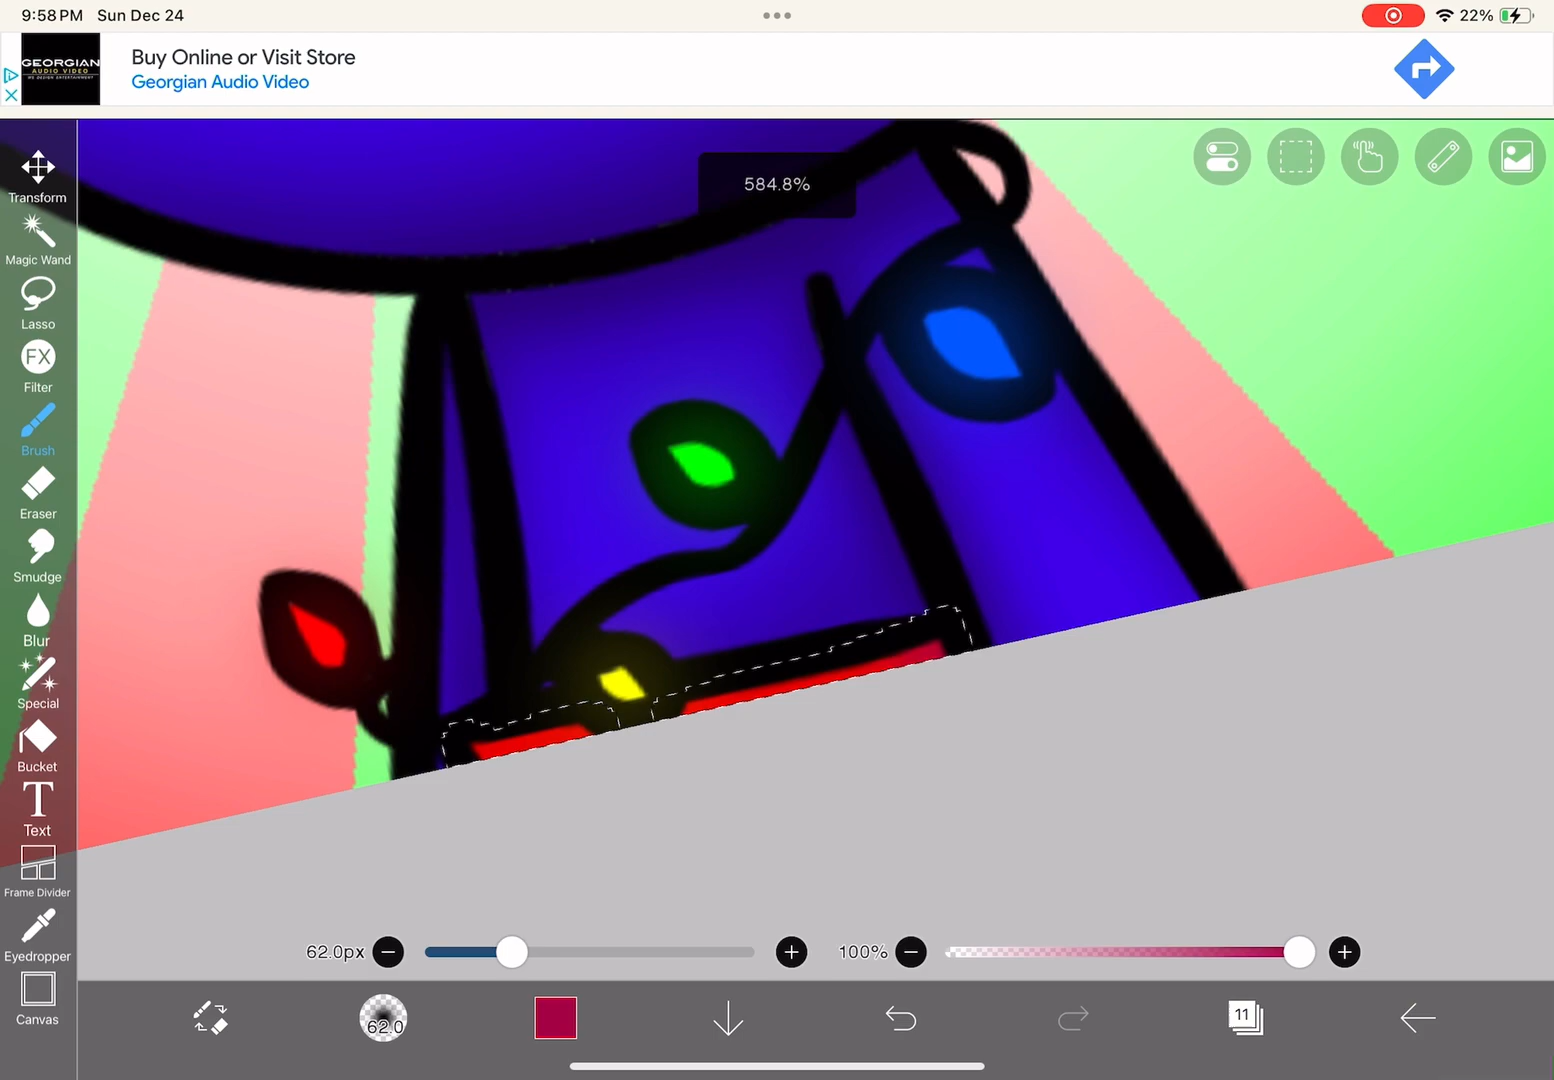 9:58 PM Sun Dec 24
22%
GEORGIAN
AUDIO VIDEO
Buy Online or Visit Store
Georgian Audio Video
584.8%
Transform
Magic Wand
Lasso
FX
Filter
Brush
Eraser
Smudge
Blur
Special
Bucket
T
Text
Frame Divider
Eyedropper
Canvas
62.0px
100%
62.0
11